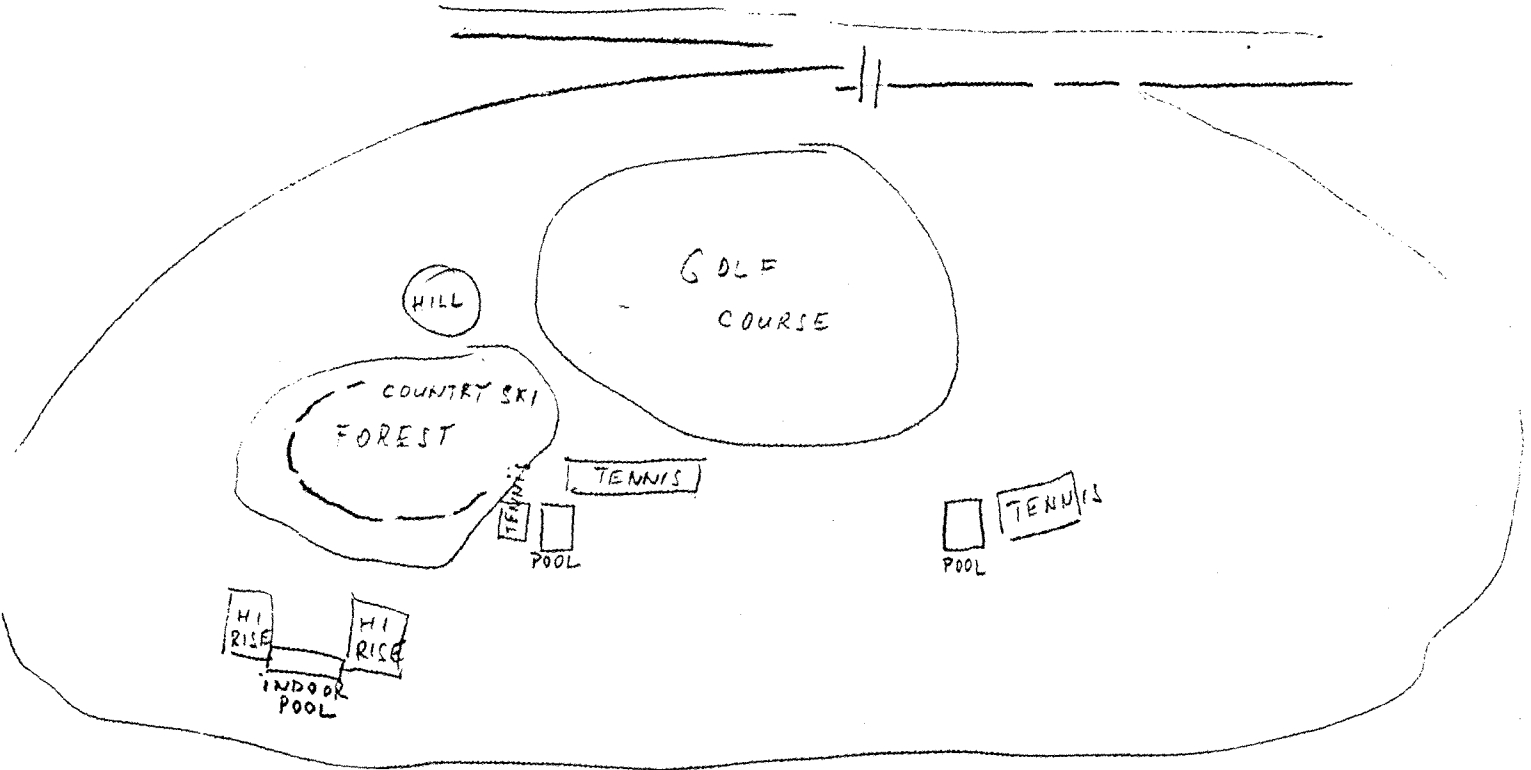 GOLF
COURSE
HILL
COUNTRY SKI
FOREST
TENNIS
TENNIS
POOL
TENNIS
POOL
HI
RISE
HI
RISE
INDOOR
POOL